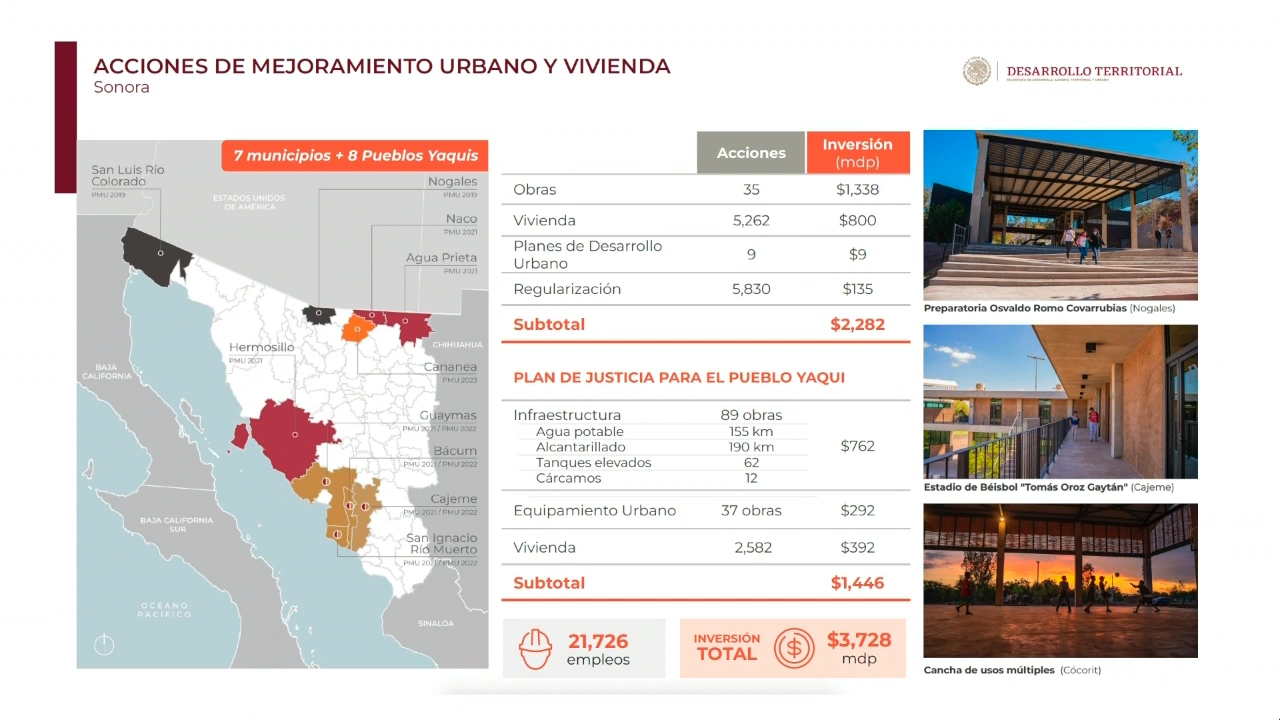 ACCIONES DE MEJORAMIENTO URBANO Y VIVIENDA
Sonora
DESARROLLO TERRITORIAL
SECRETARÍA DE DESARROLLO AGRARIO, TERRITORIAL Y URBANO
7 municipios + 8 Pueblos Yaquis
San Luis Río
Colorado
PMU 2019
ESTADOS UNIDOS
DE AMÉRICA
Nogales
PMU 2019
Naco
PMU 2021
Agua Prieta
PMU 2021
CHIHUAHUA
Hermosillo
PMU 2021
BAJA
CALIFORNIA
Cananea
PMU 2023
Guaymas
PMU 2021 / PMU 2022
Bácum
PMU 2021 / PMU 2022
Cajeme
PMU 2021 / PMU 2022
BAJA CALIFORNIA
SUR
San Ignacio
Río Muerto
PMU 2021 / PMU 2022
OCÉANO
PACÍFICO
SINALOA
Acciones Inversión
(mdp)
Obras 35 $1,338
Vivienda 5,262 $800
Planes de Desarrollo
Urbano 9 $9
Regularización 5,830 $135
Subtotal $2,282
PLAN DE JUSTICIA PARA EL PUEBLO YAQUI
Infraestructura 89 obras
Agua potable 155 km
Alcantarillado 190 km $762
Tanques elevados 62
Cárcamos 12
Equipamiento Urbano 37 obras $292
Vivienda 2,582 $392
Subtotal $1,446
21,726
empleos
INVERSIÓN
TOTAL
$3,728
mdp
Preparatoria Osvaldo Romo Covarrubias (Nogales)
Estadio de Béisbol "Tomás Oroz Gaytán" (Cajeme)
Cancha de usos múltiples (Cócorit)